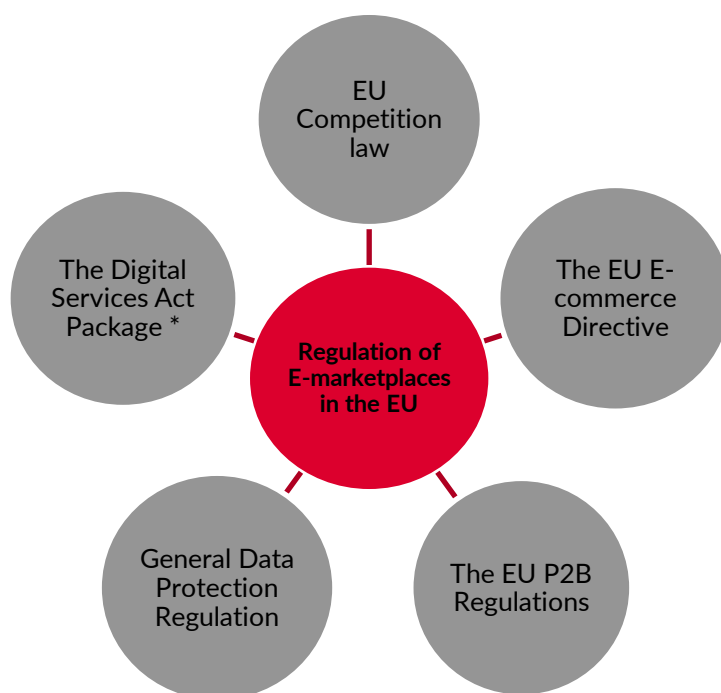 EU
Competition
law
The Digital
Services Act
Package *
The EU E-
commerce
Directive
Regulation of
E-marketplaces
in the EU
General Data
Protection
Regulation
The EU P2B
Regulations